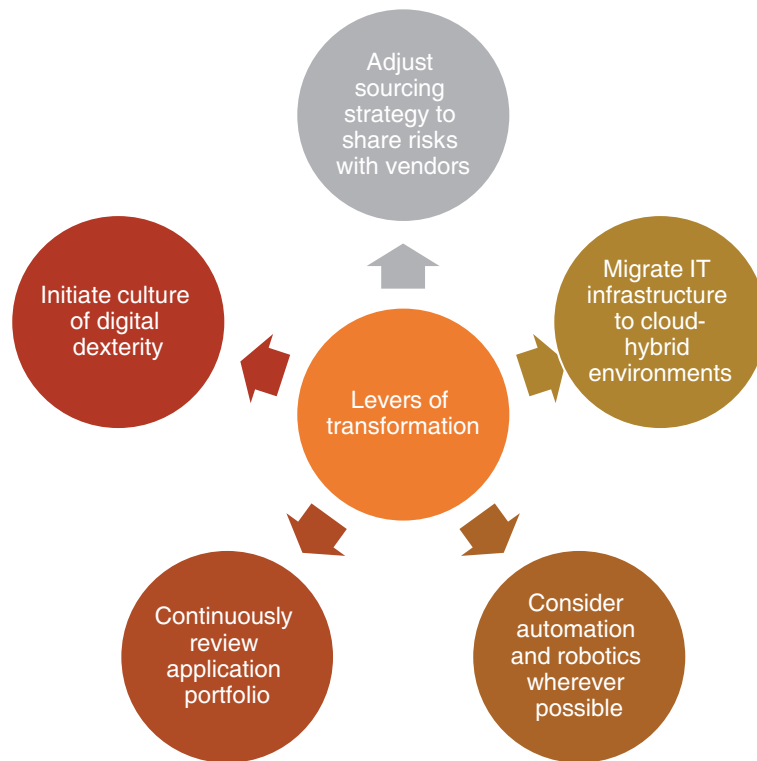 Adjust
sourcing
strategy to
share risks
with vendors
Initiate culture
of digital
dexterity
Migrate IT
infrastructure
to cloud-
hybrid
environments
Levers of
transformation
Continuously
review
application
portfolio
Consider
automation
and robotics
wherever
possible